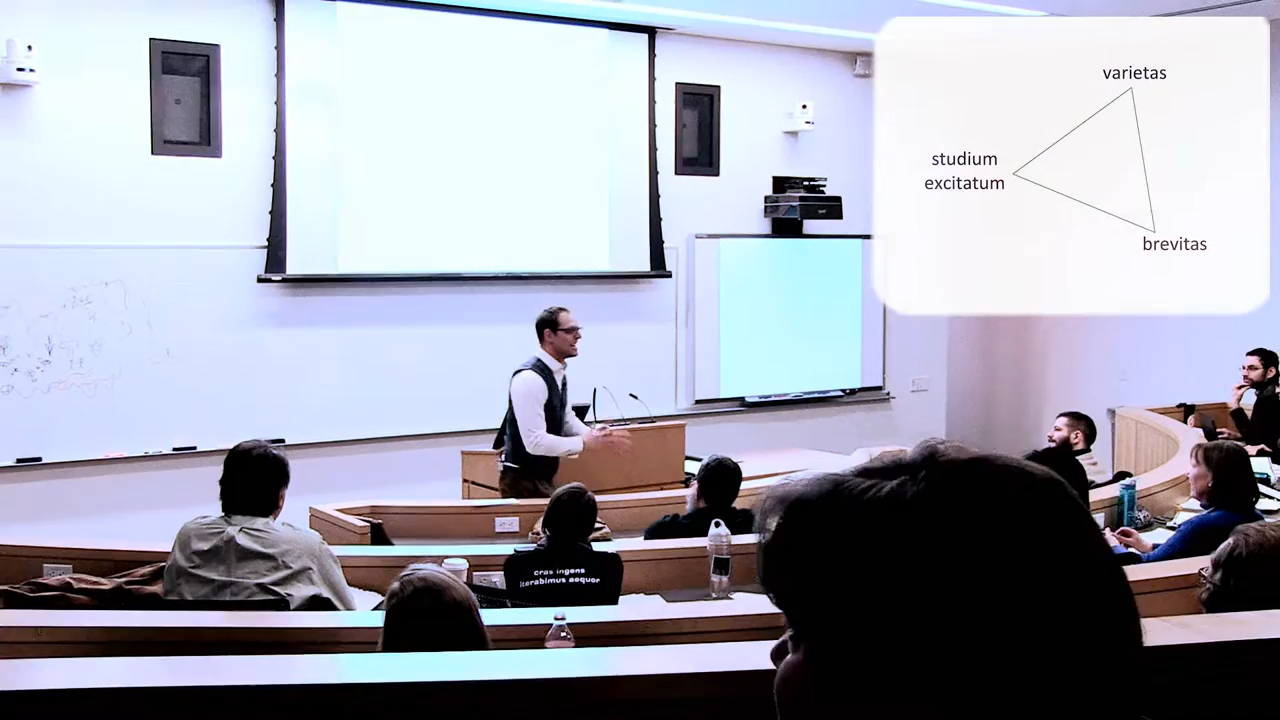 varietas
studium
excitatum
brevitas
cras ingens
iterabimus aequor